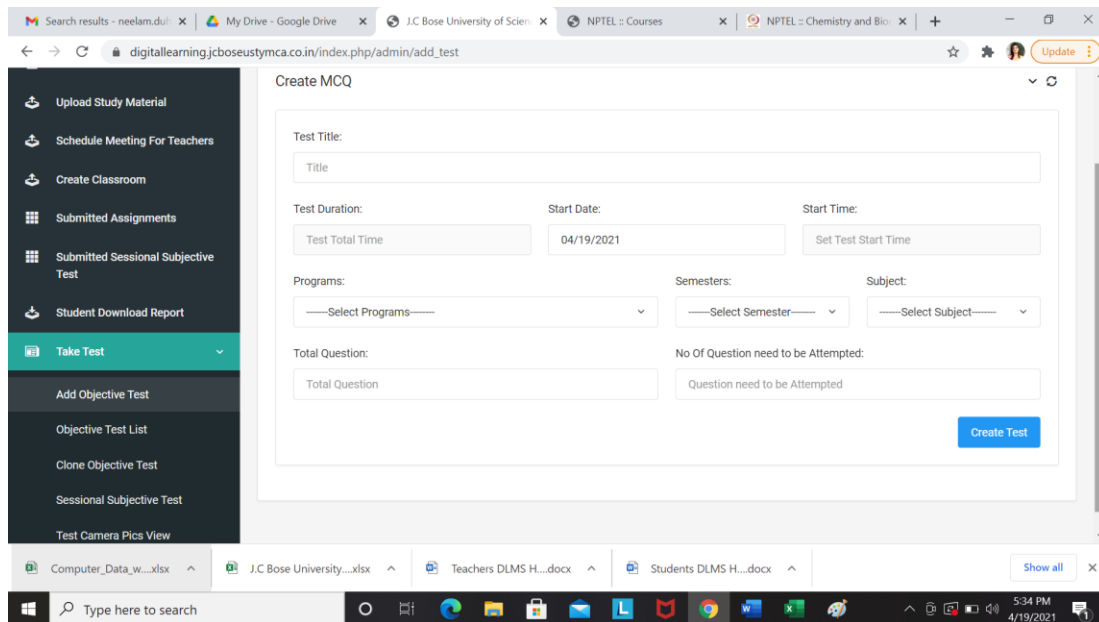 Search results - neelam.duh
My Drive - Google Drive
J.C Bose University of Scien
NPTEL :: Courses
NPTEL :: Chemistry and Bio
digitallearning.jcboseustymca.co.in/index.php/admin/add_test
Update
Upload Study Material
Schedule Meeting For Teachers
Create Classroom
Submitted Assignments
Submitted Sessional Subjective
Test
Student Download Report
Take Test
Add Objective Test
Objective Test List
Clone Objective Test
Sessional Subjective Test
Test Camera Pics View
Create MCQ
Test Title:
Title
Test Duration:
Start Date:
Start Time:
Test Total Time
04/19/2021
Set Test Start Time
Programs:
Semesters:
Subject:
-------Select Programs--------
-------Select Semester--------
-------Select Subject--------
Total Question:
No Of Question need to be Attempted:
Total Question
Question need to be Attempted
Create Test
Computer_Data_w....xlsx
J.C Bose University....xlsx
Teachers DLMS H....docx
Students DLMS H....docx
Show all
Type here to search
5:34 PM
4/19/2021